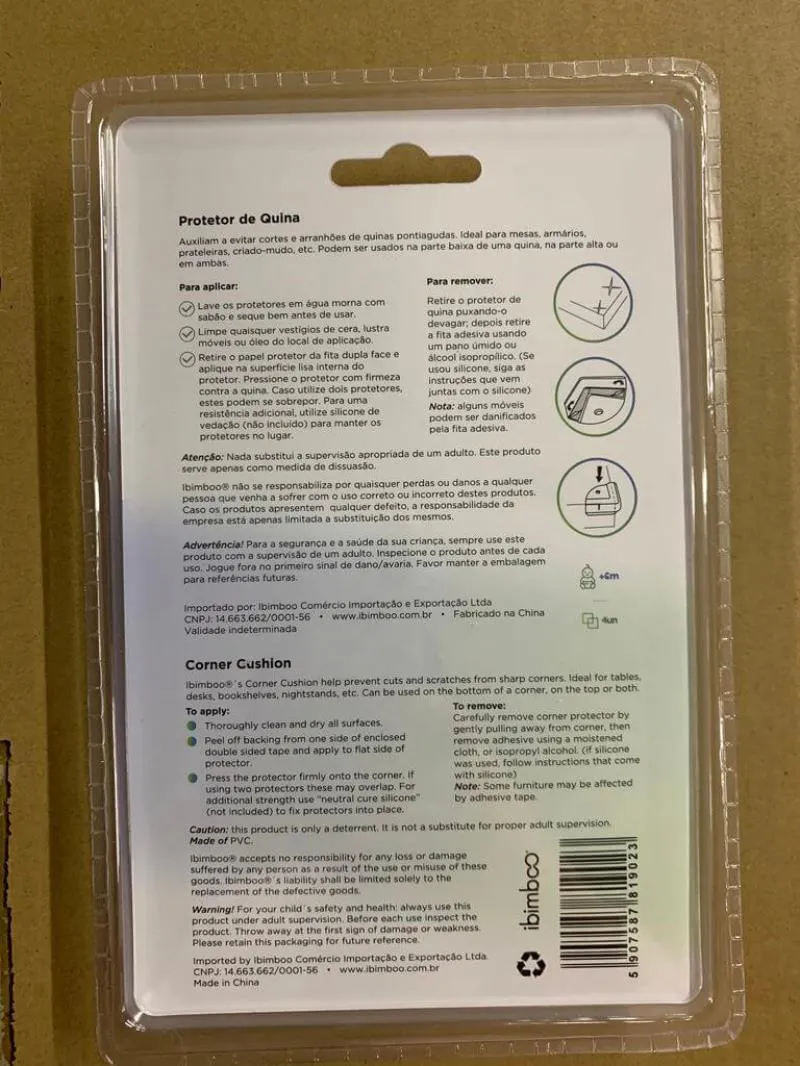 Protetor de Quina
Auxiliam a evitar cortes e arranhões de quinas pontiagudas. Ideal para mesas, armários,
prateleiras, criado-mudo, etc. Podem ser usados na parte baixa de uma quina, na parte alta ou
em ambas.
Para aplicar:
Lave os protetores em água morna com
sabão e seque bem antes de usar.
Limpe quaisquer vestígios de cera, lustra
móveis ou óleo do local de aplicação.
Retire o papel protetor da fita dupla face e
aplique na superfície lisa interna do
protetor. Pressione o protetor com firmeza
contra a quina. Caso utilize dois protetores,
estes podem se sobrepor. Para uma
resistência adicional, utilize silicone de
vedação (não incluído) para manter os
protetores no lugar.
Para remover:
Retire o protetor de
quina puxando-o
devagar; depois retire
a fita adesiva usando
um pano úmido ou
álcool isopropílico. (Se
usou silicone, siga as
instruções que vem
juntas com o silicone)
Nota: alguns móveis
podem ser danificados
pela fita adesiva.
Atenção: Nada substitui a supervisão apropriada de um adulto. Este produto
serve apenas como medida de dissuasão.
Ibimboo® não se responsabiliza por quaisquer perdas ou danos a qualquer
pessoa que venha a sofrer com o uso correto ou incorreto destes produtos.
Caso os produtos apresentem qualquer defeito, a responsabilidade da
empresa está apenas limitada a substituição dos mesmos.
Advertência! Para a segurança e a saúde da sua criança, sempre use este
produto com a supervisão de um adulto. Inspecione o produto antes de cada
uso. Jogue fora no primeiro sinal de dano/avaria. Favor manter a embalagem
para referências futuras.
+6m
4un
Importado por: Ibimboo Comércio Importação e Exportação Ltda
CNPJ: 14.663.662/0001-56 • www.ibimboo.com.br • Fabricado na China
Validade indeterminada
Corner Cushion
Ibimboo®´s Corner Cushion help prevent cuts and scratches from sharp corners. Ideal for tables,
desks, bookshelves, nightstands, etc. Can be used on the bottom of a corner, on the top or both.
To apply:
Thoroughly clean and dry all surfaces.
Peel off backing from one side of enclosed
double sided tape and apply to flat side of
protector.
Press the protector firmly onto the corner. If
using two protectors these may overlap. For
additional strength use "neutral cure silicone"
(not included) to fix protectors into place.
To remove:
Carefully remove corner protector by
gently pulling away from corner, then
remove adhesive using a moistened
cloth, or isopropyl alcohol. (if silicone
was used, follow instructions that come
with silicone)
Note: Some furniture may be affected
by adhesive tape.
Caution: this product is only a deterrent. It is not a substitute for proper adult supervision.
Made of PVC.
Ibimboo® accepts no responsibility for any loss or damage
suffered by any person as a result of the use or misuse of these
goods. Ibimboo®´s liability shall be limited solely to the
replacement of the defective goods.
Warning! For your child´s safety and health: always use this
product under adult supervision. Before each use inspect the
product. Throw away at the first sign of damage or weakness.
Please retain this packaging for future reference.
Imported by Ibimboo Comércio Importação e Exportação Ltda.
CNPJ: 14.663.662/0001-56 • www.ibimboo.com.br
Made in China
ibimboo
5 907587 819023